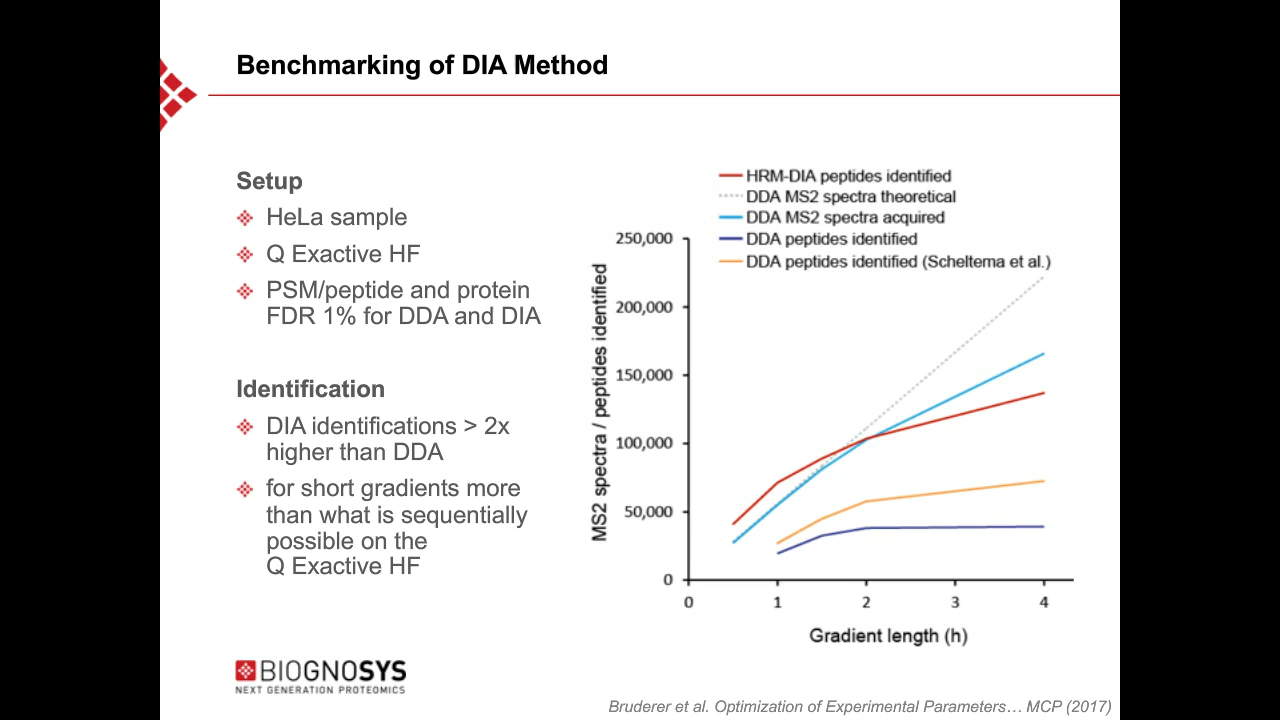 Benchmarking of DIA Method
Setup
HeLa sample
Q Exactive HF
PSM/peptide and protein
FDR 1% for DDA and DIA
Identification
DIA identifications > 2x
higher than DDA
for short gradients more
than what is sequentially
possible on the
Q Exactive HF
HRM-DIA peptides identified
DDA MS2 spectra theoretical
DDA MS2 spectra acquired
DDA peptides identified
DDA peptides identified (Scheltema et al.)
MS2 spectra / peptides identified
250,000
200,000
150,000
100,000
50,000
0
0 1 2 3 4
Gradient length (h)
BIOGNOSYS
NEXT GENERATION PROTEOMICS
Bruderer et al. Optimization of Experimental Parameters… MCP (2017)